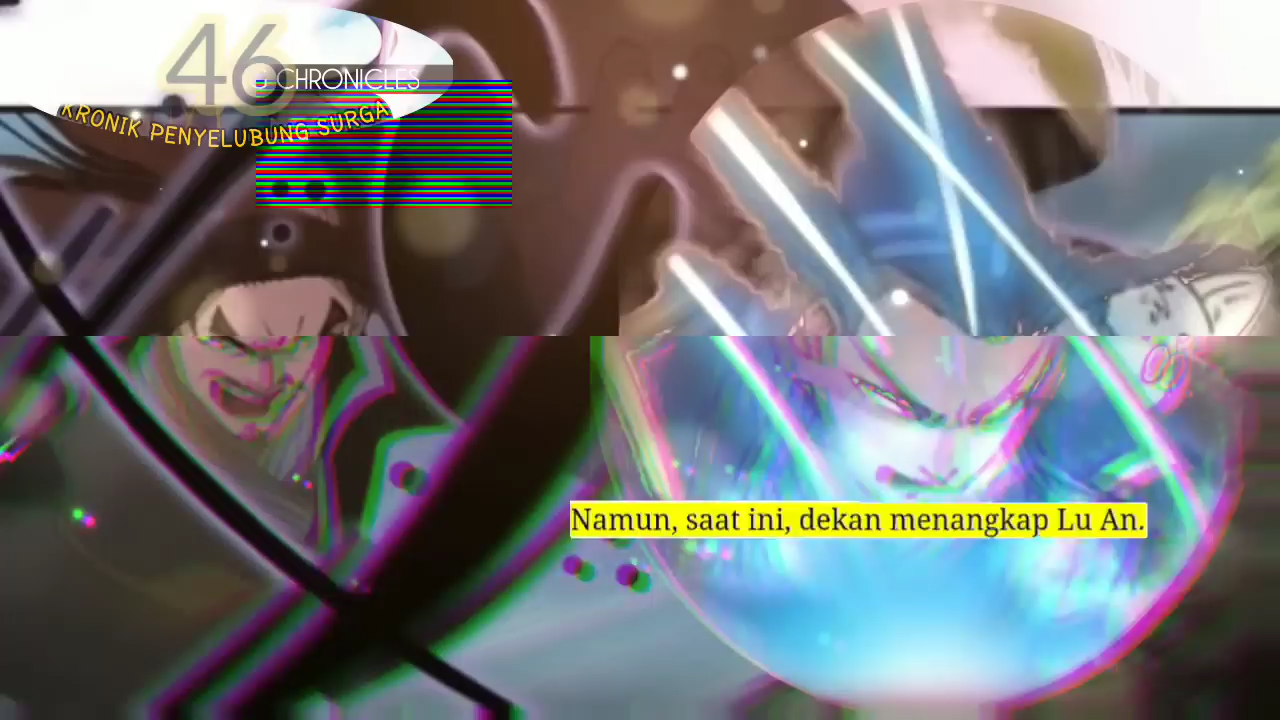 46
CHRONICLES
KRONIK PENYELUBUNG SURGA
Namun, saat ini, dekan menangkap Lu An.